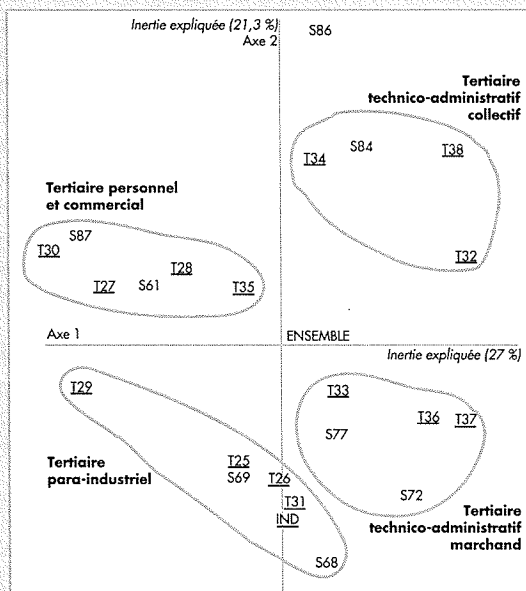 Inertie expliquée (21,3 %)
Axe 2
S86
Tertiaire
technico-administratif
collectif
S84
T38
T34
Tertiaire personnel
et commercial
S87
T30
T28
T32
T27
S61
T35
Axe 1
ENSEMBLE
Inertie expliquée (27 %)
T29
T33
T36
T37
S77
Tertiaire
para-industriel
T25
S69
T26
T31
IND
S72
Tertiaire
technico-administratif
marchand
S68